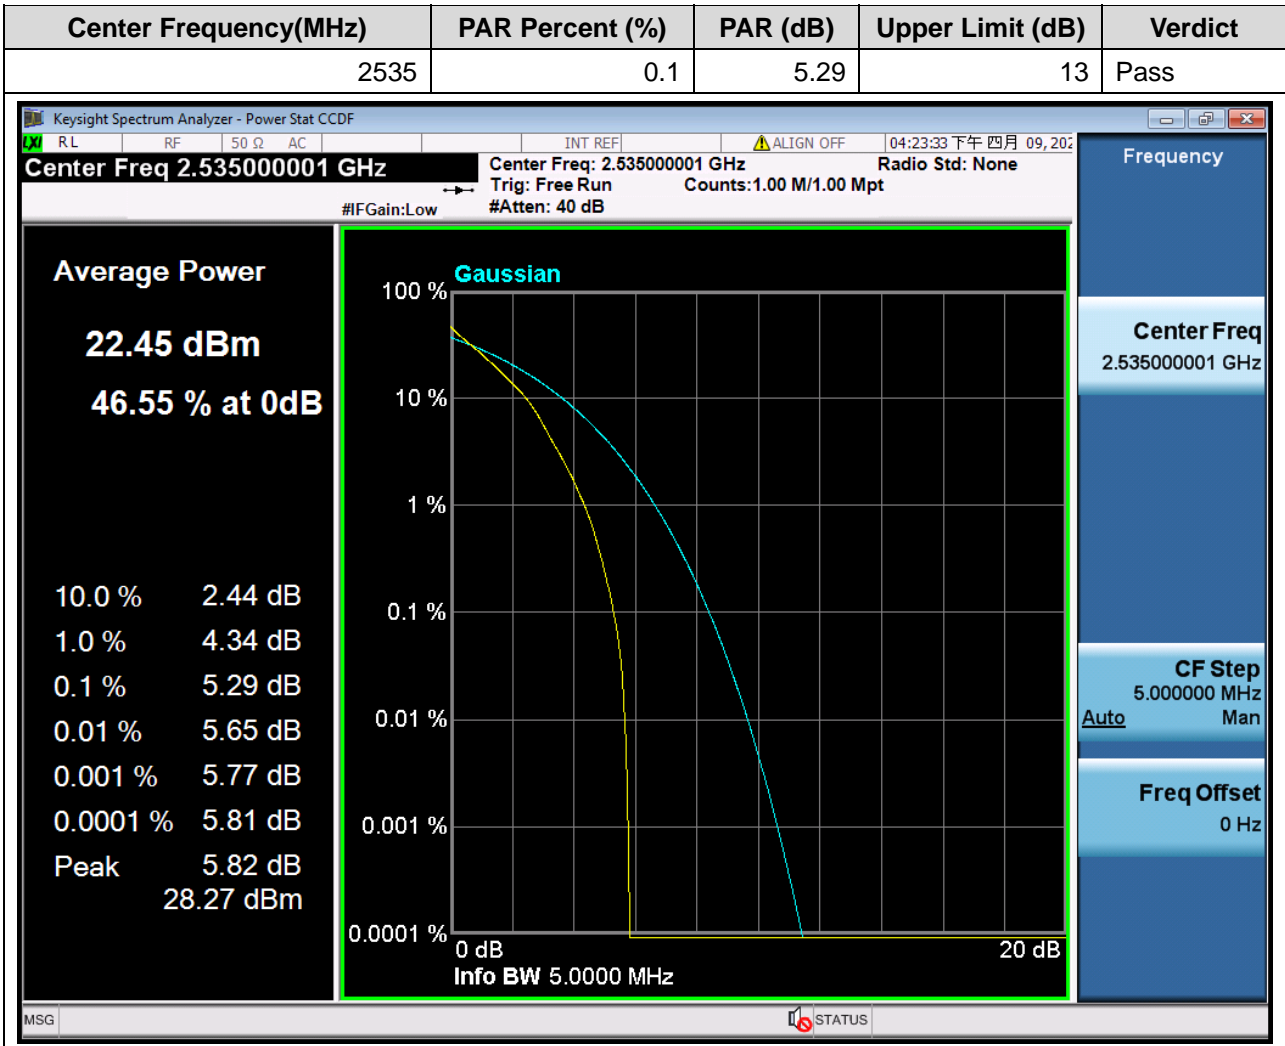 Center Frequency(MHz) PAR Percent (%) PAR (dB) Upper Limit (dB) Verdict
2535 0.1 5.29 13 Pass
Keysight Spectrum Analyzer - Power Stat CCDF
LXI RL RF 50 Ω AC INT REF ALIGN OFF 04:23:33 下午 四月 09, 202
Center Freq 2.535000001 GHz
Center Freq: 2.535000001 GHz Radio Std: None
Trig: Free Run Counts:1.00 M/1.00 Mpt
#IFGain:Low #Atten: 40 dB
Frequency
Average Power
22.45 dBm
46.55 % at 0dB
10.0 % 2.44 dB
1.0 % 4.34 dB
0.1 % 5.29 dB
0.01 % 5.65 dB
0.001 % 5.77 dB
0.0001 % 5.81 dB
Peak 5.82 dB
28.27 dBm
Gaussian
100 %
10 %
1 %
0.1 %
0.01 %
0.001 %
0.0001 %
0 dB 20 dB
Info BW 5.0000 MHz
Center Freq
2.535000001 GHz
CF Step
5.000000 MHz
Auto Man
Freq Offset
0 Hz
MSG STATUS